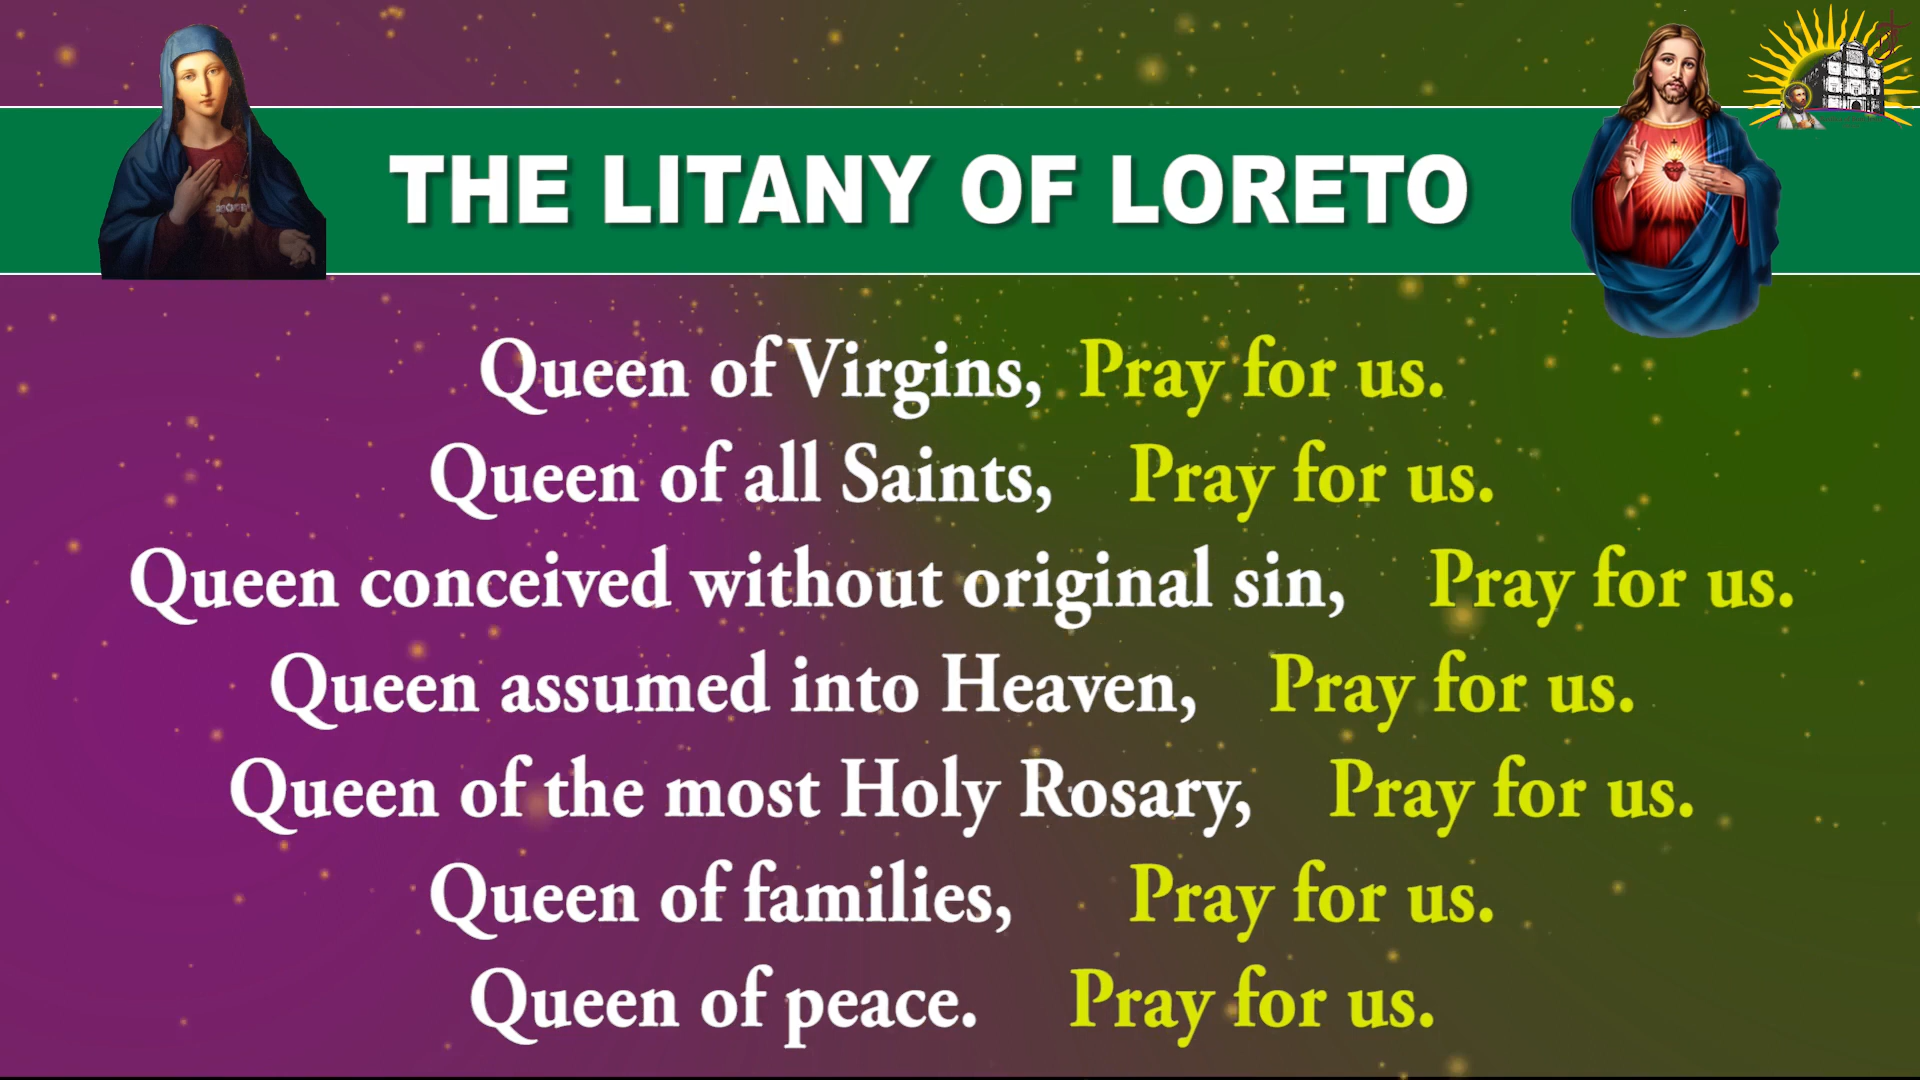 THE LITANY OF LORETO
Queen of Virgins, Pray for us.
Queen of all Saints, Pray for us.
Queen conceived without original sin, Pray for us.
Queen assumed into Heaven, Pray for us.
Queen of the most Holy Rosary, Pray for us.
Queen of families, Pray for us.
Queen of peace. Pray for us.